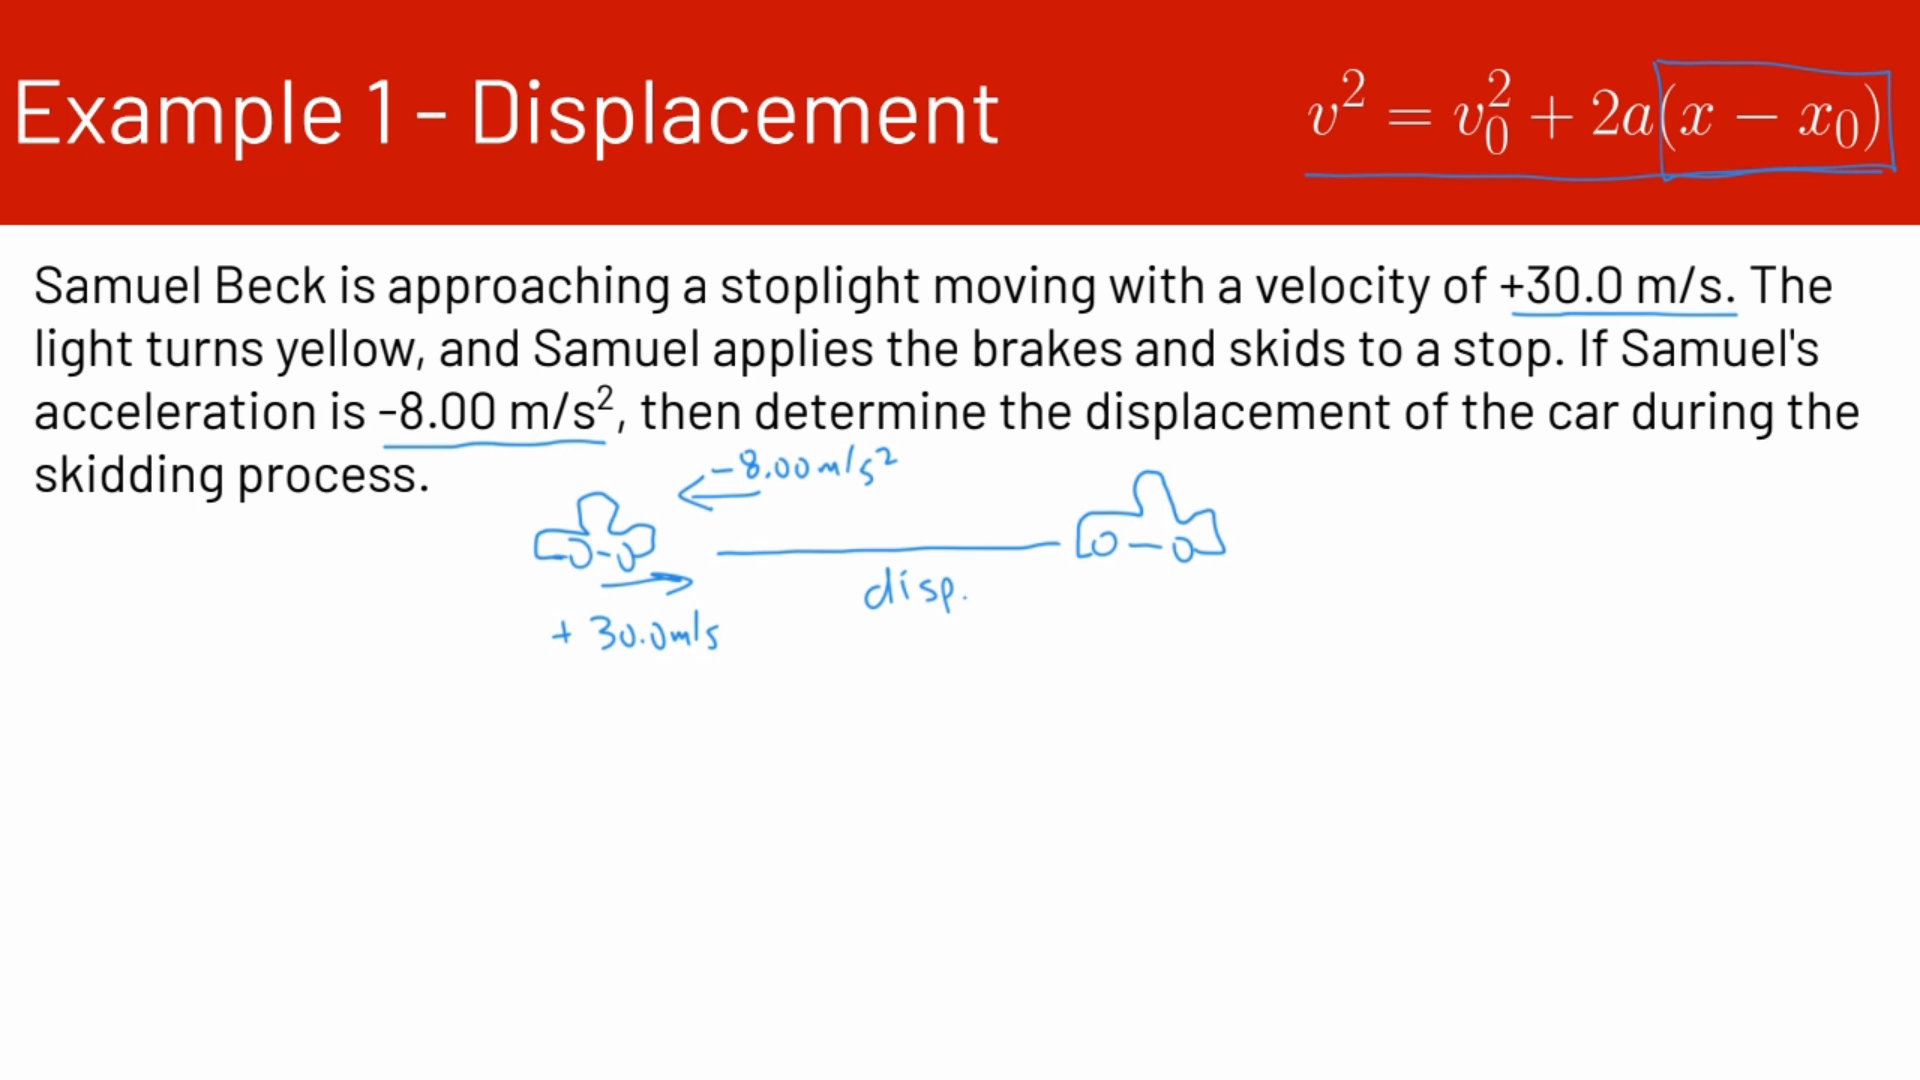 Example 1 - Displacement
v² = v₀² + 2a(x − x₀)
Samuel Beck is approaching a stoplight moving with a velocity of +30.0 m/s. The
light turns yellow, and Samuel applies the brakes and skids to a stop. If Samuel's
acceleration is -8.00 m/s², then determine the displacement of the car during the
skidding process.
-8.00 m/s²
disp.
+ 30.0 m/s